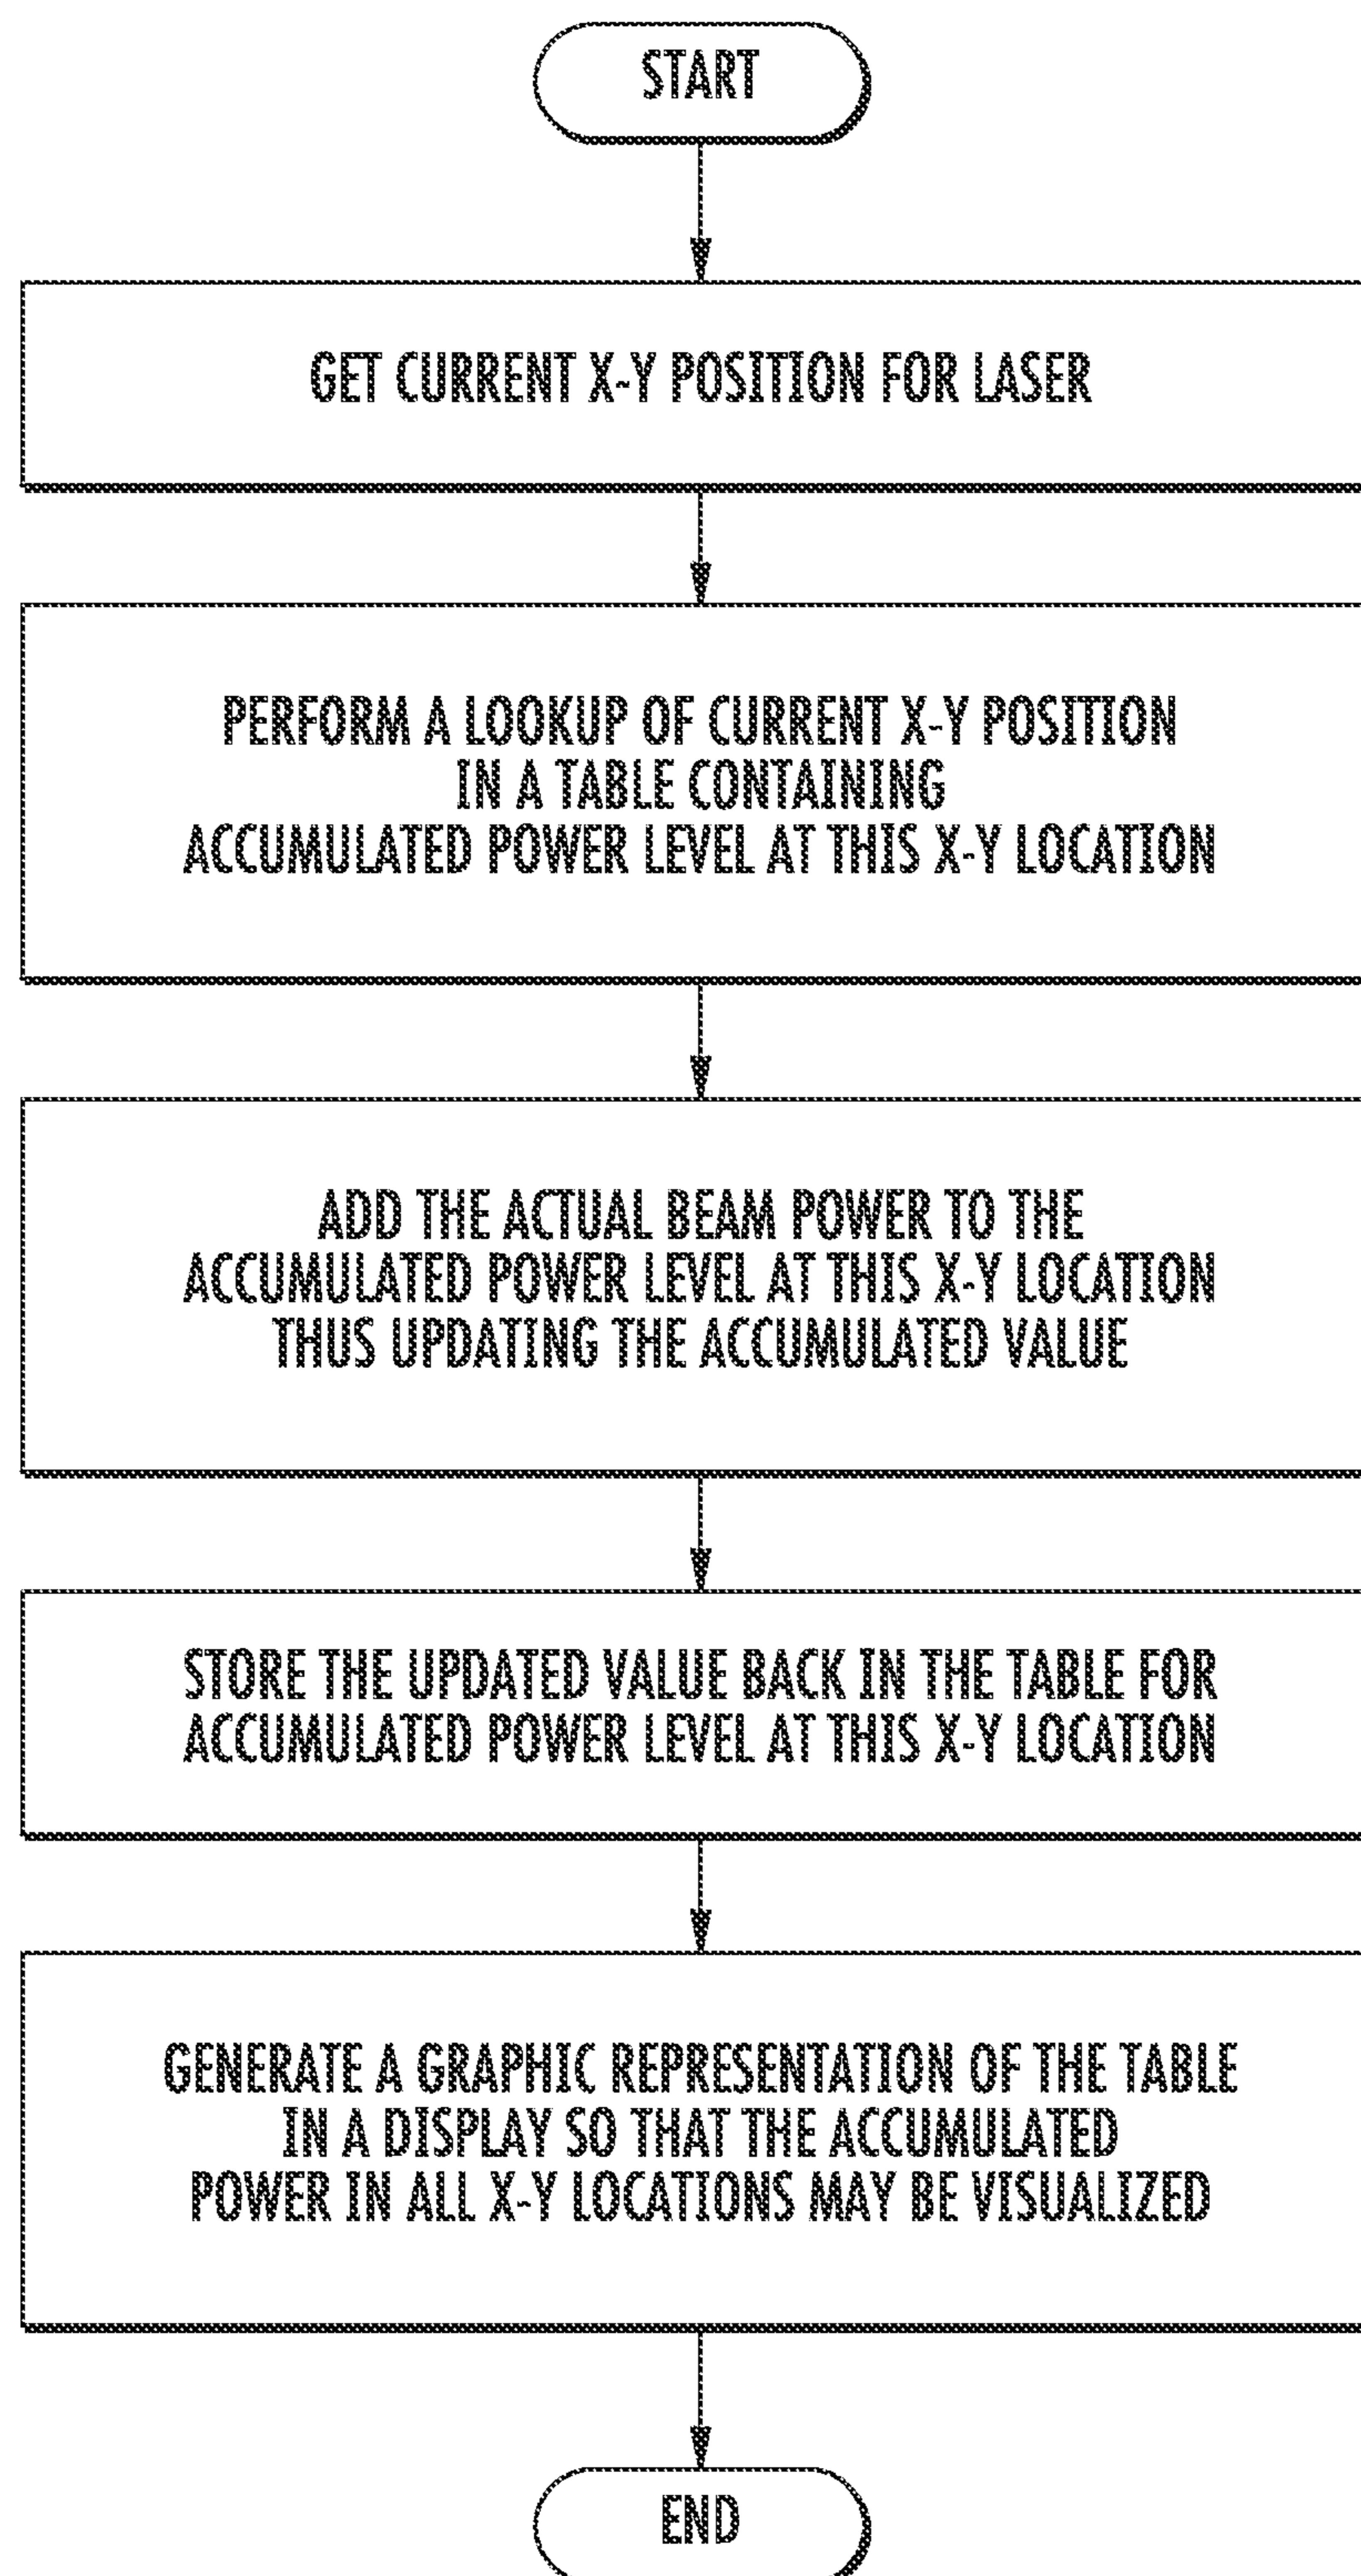 START
GET CURRENT X-Y POSITION FOR LASER
PERFORM A LOOKUP OF CURRENT X-Y POSITION
IN A TABLE CONTAINING
ACCUMULATED POWER LEVEL AT THIS X-Y LOCATION
ADD THE ACTUAL BEAM POWER TO THE
ACCUMULATED POWER LEVEL AT THIS X-Y LOCATION
THUS UPDATING THE ACCUMULATED VALUE
STORE THE UPDATED VALUE BACK IN THE TABLE FOR
ACCUMULATED POWER LEVEL AT THIS X-Y LOCATION
GENERATE A GRAPHIC REPRESENTATION OF THE TABLE
IN A DISPLAY SO THAT THE ACCUMULATED
POWER IN ALL X-Y LOCATIONS MAY BE VISUALIZED
END